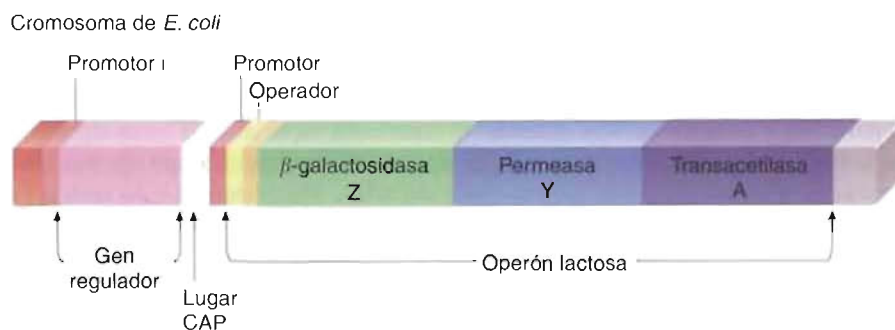 Cromosoma de E. coli
Promotor i
Promotor
Operador
β-galactosidasa
Z
Permeasa
Y
Transacetilasa
A
Gen
regulador
Lugar
CAP
Operón lactosa